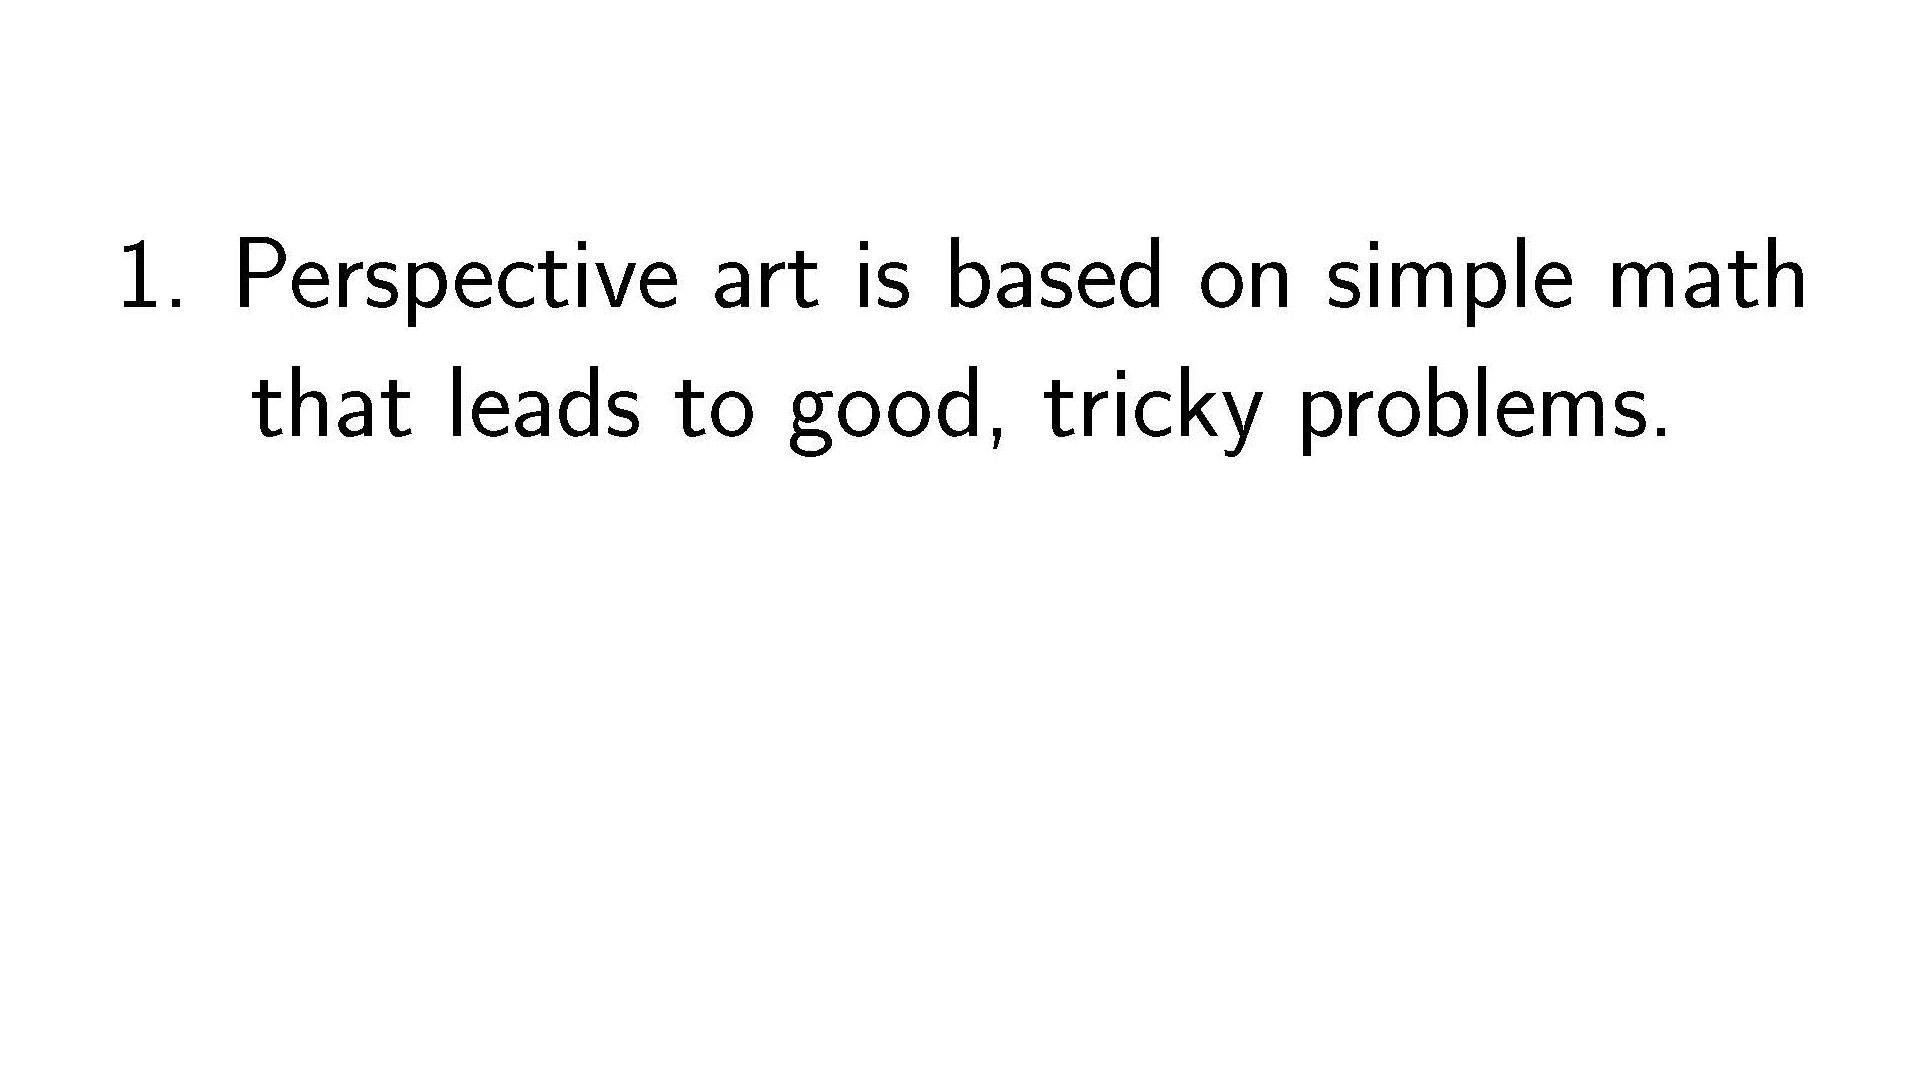 1. Perspective art is based on simple math
that leads to good, tricky problems.